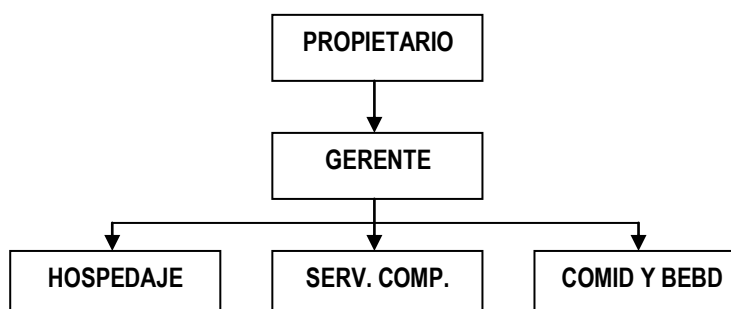 PROPIETARIO
GERENTE
HOSPEDAJE
SERV. COMP.
COMID Y BEBD